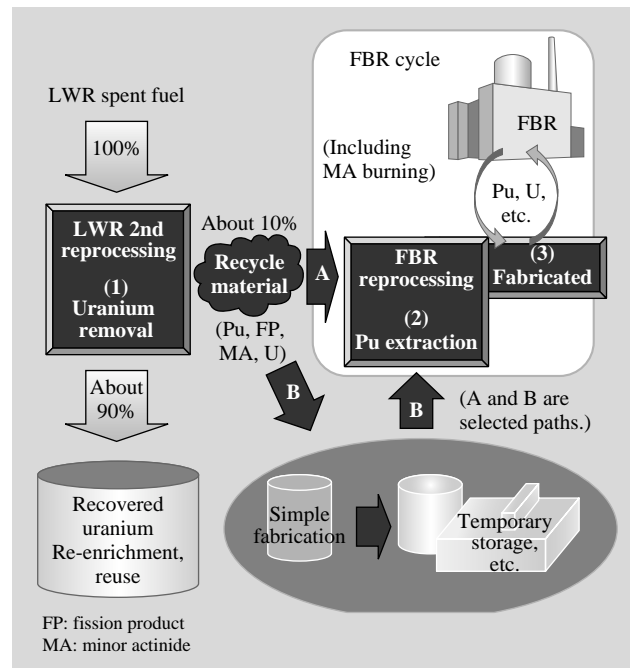 FBR cycle
LWR spent fuel
100%
FBR
(Including
MA burning)
Pu, U,
etc.
LWR 2nd
reprocessing
(1)
Uranium
removal
About 10%
Recycle
material
(Pu, FP,
MA, U)
A
FBR
reprocessing
(2)
Pu extraction
(3)
Fabricated
About
90%
B
B
(A and B are
selected paths.)
Recovered
uranium
Re-enrichment,
reuse
Simple
fabrication
Temporary
storage,
etc.
FP: fission product
MA: minor actinide